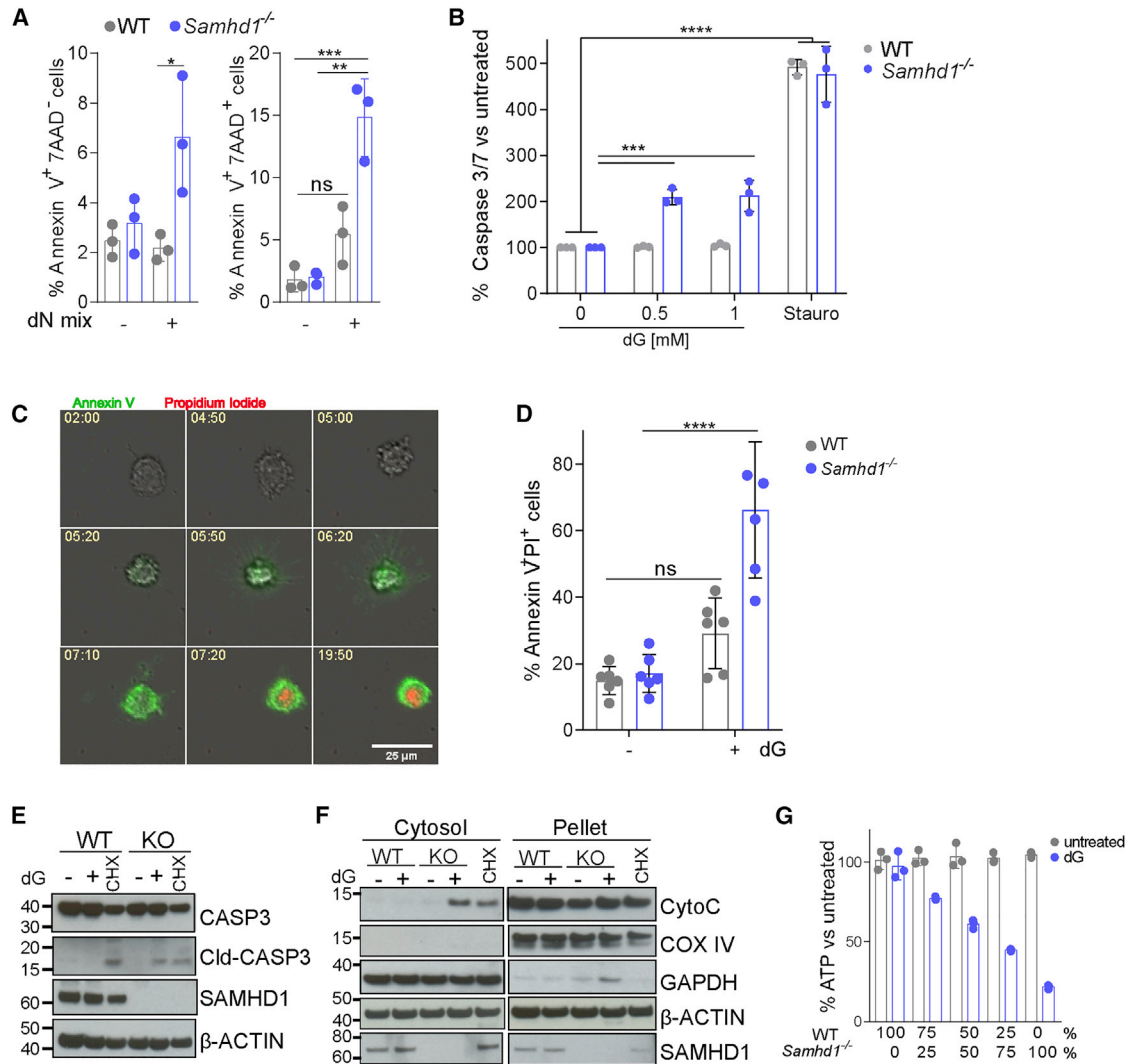 A
WT Samhd1-/-
% Annexin V+ 7AAD- cells
10
8
6
4
2
0
*
dN mix - +
% Annexin V+ 7AAD+ cells
20
15
10
5
0
***
**
ns
- +
B
% Caspase 3/7 vs untreated
500
400
300
200
100
0
****
***
WT
Samhd1-/-
0 0.5 1 Stauro
dG [mM]
C
Annexin V Propidium Iodide
02:00 04:50 05:00
05:20 05:50 06:20
07:10 07:20 19:50
25 µm
D
% Annexin V+PI+ cells
80
60
40
20
0
****
ns
WT
Samhd1-/-
- + dG
E
WT KO
dG - + CHX - + CHX
40
30
CASP3
20
15
Cld-CASP3
60
SAMHD1
50
40
β-ACTIN
F
Cytosol Pellet
WT KO WT KO
dG - + - + CHX - + - + CHX
15
CytoC
15
COX IV
40
GAPDH
50
40
β-ACTIN
80
60
SAMHD1
G
untreated
dG
% ATP vs untreated
100
50
0
WT 100 75 50 25 0 %
Samhd1-/- 0 25 50 75 100 %